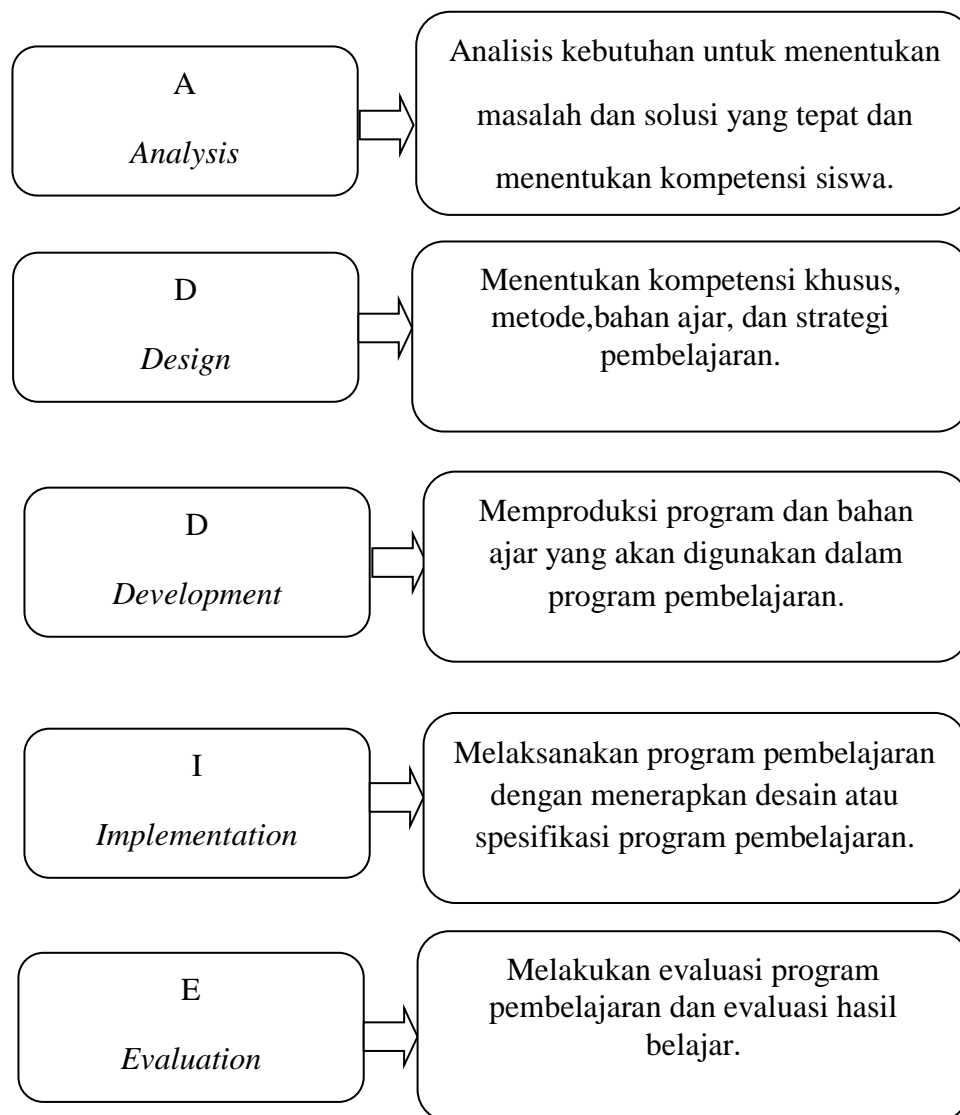 A
Analysis
Analisis kebutuhan untuk menentukan
masalah dan solusi yang tepat dan
menentukan kompetensi siswa.
D
Design
Menentukan kompetensi khusus,
metode,bahan ajar, dan strategi
pembelajaran.
D
Development
Memproduksi program dan bahan
ajar yang akan digunakan dalam
program pembelajaran.
I
Implementation
Melaksanakan program pembelajaran
dengan menerapkan desain atau
spesifikasi program pembelajaran.
E
Evaluation
Melakukan evaluasi program
pembelajaran dan evaluasi hasil
belajar.